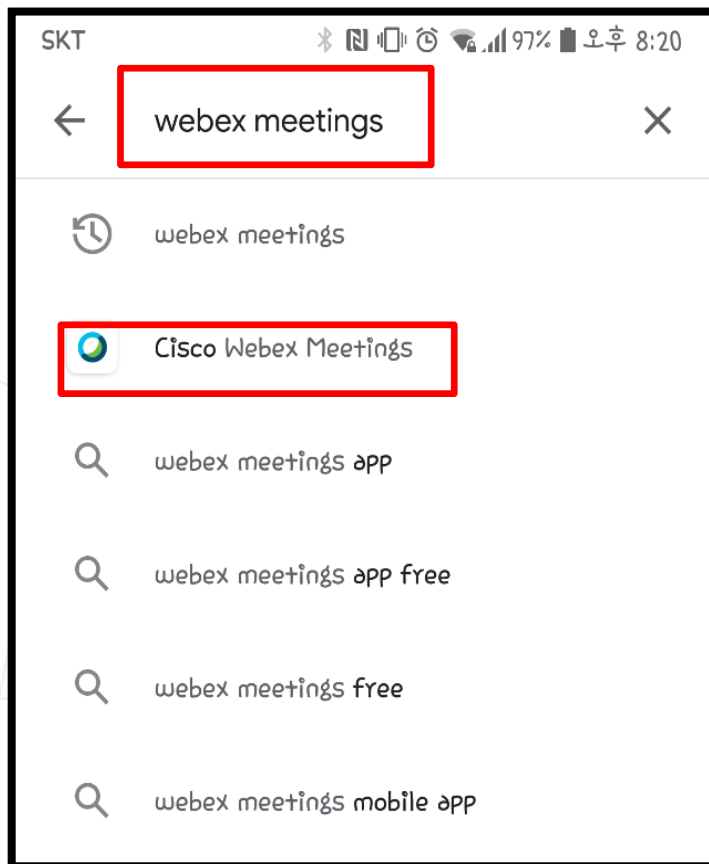 SKT 97% 오후 8:20
webex meetings
webex meetings
Cisco Webex Meetings
webex meetings app
webex meetings app free
webex meetings free
webex meetings mobile app